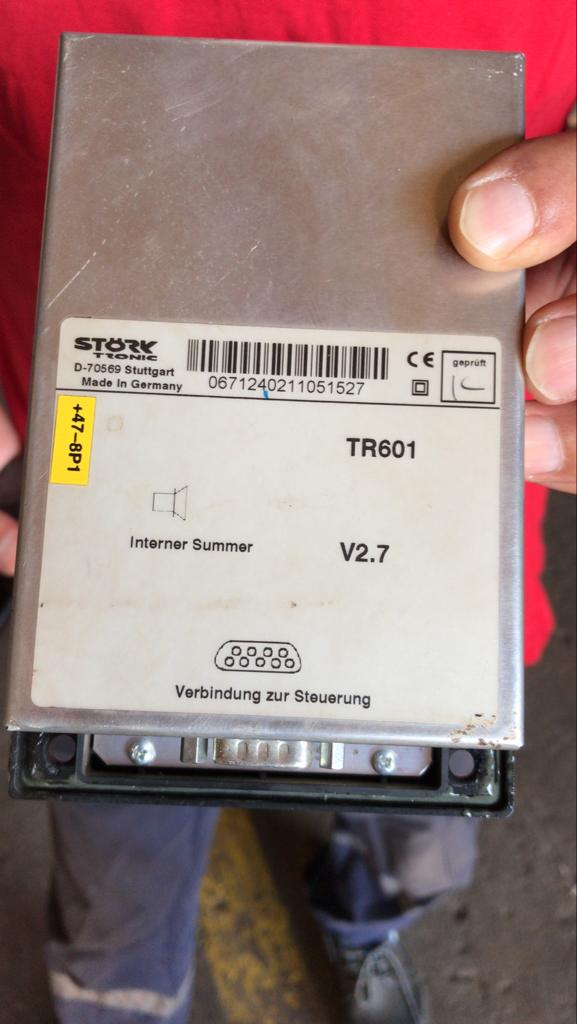 STÖRK
TRONIC
D-70569 Stuttgart
Made In Germany
0671240211051527
CE
geprüft
+47-8P1
TR601
Interner Summer
V2.7
Verbindung zur Steuerung